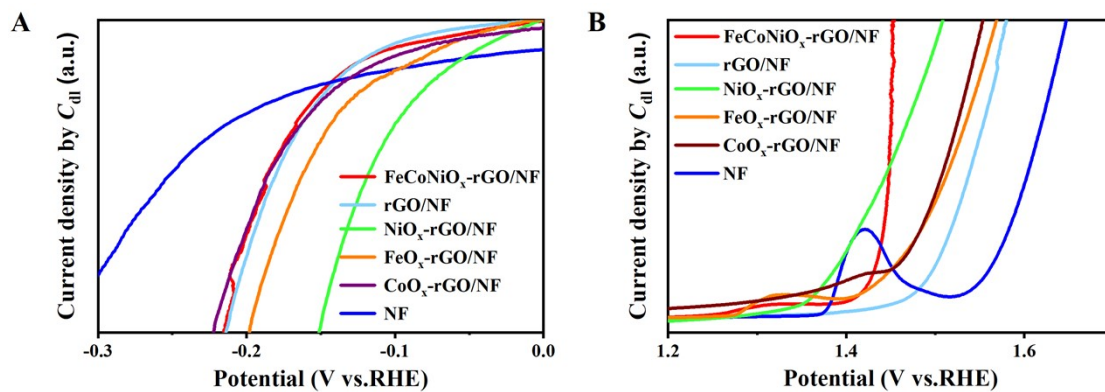 A
Current density by Cdl (a.u.)
FeCoNiOx-rGO/NF
rGO/NF
NiOx-rGO/NF
FeOx-rGO/NF
CoOx-rGO/NF
NF
-0.3
-0.2
-0.1
0.0
Potential (V vs.RHE)
B
Current density by Cdl (a.u.)
FeCoNiOx-rGO/NF
rGO/NF
NiOx-rGO/NF
FeOx-rGO/NF
CoOx-rGO/NF
NF
1.2
1.4
1.6
Potential (V vs.RHE)